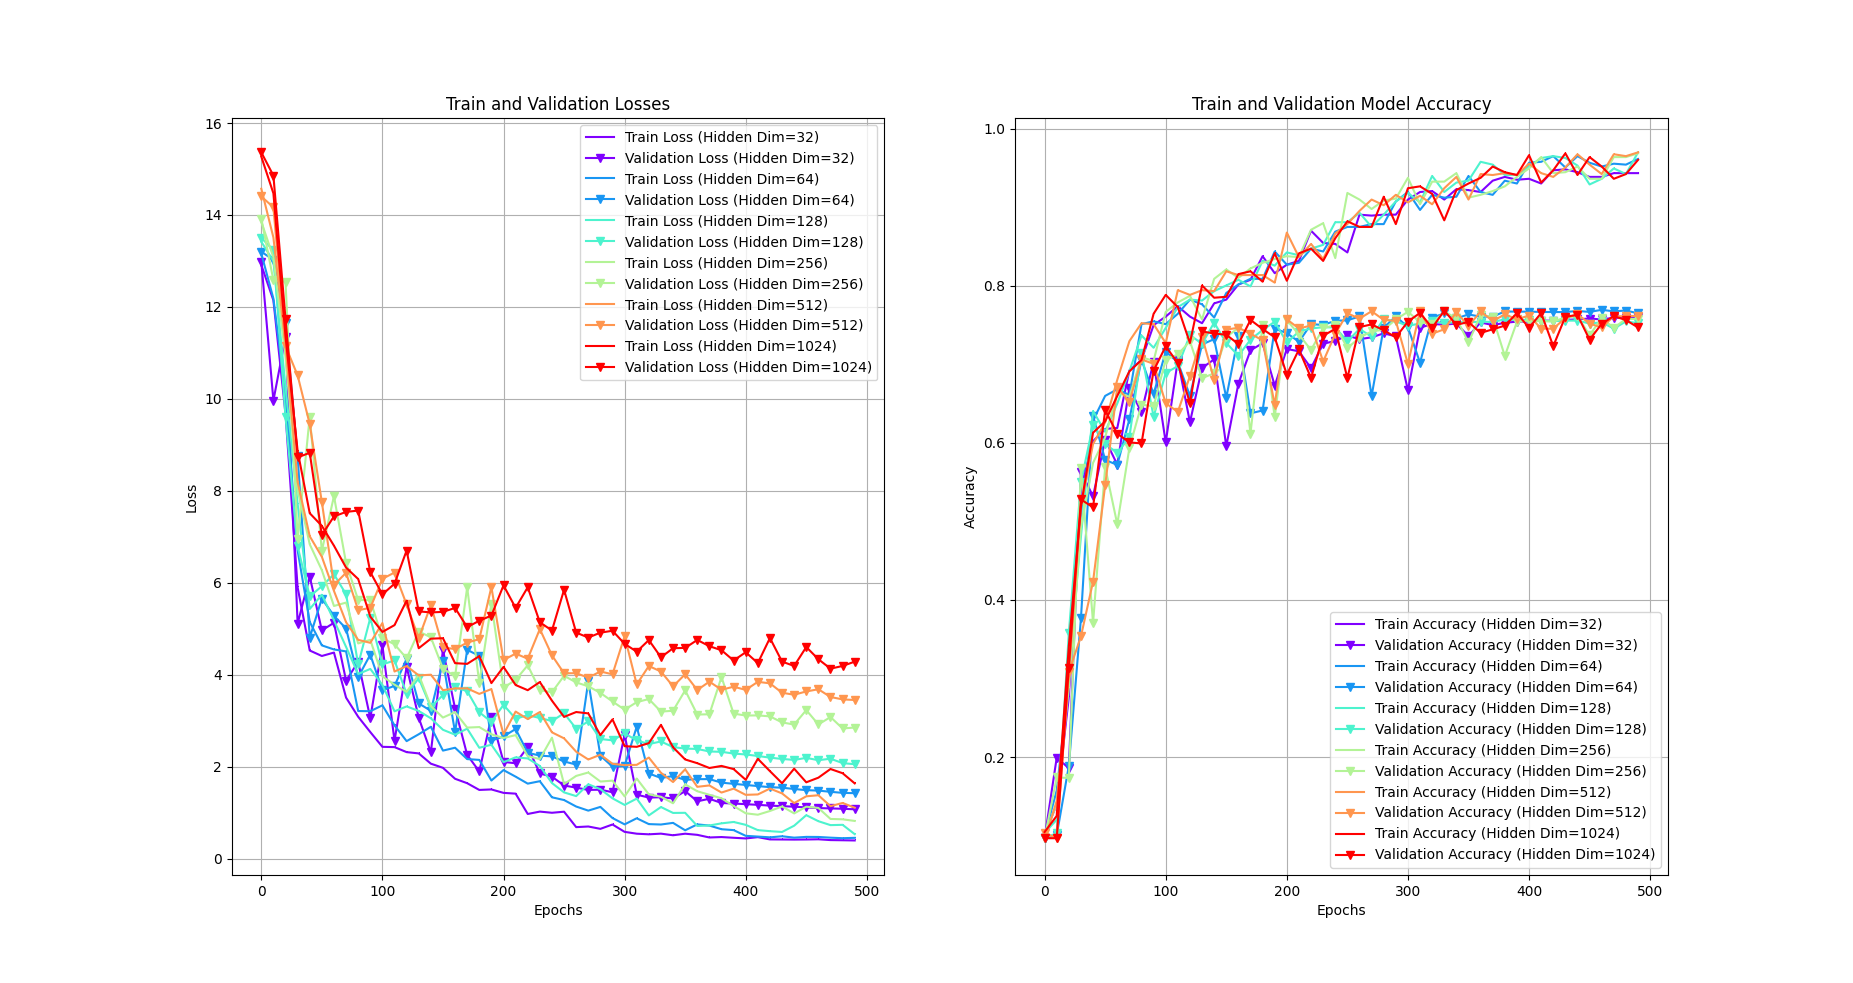 Train and Validation Losses
16
14
12
10
8
6
4
2
0
Loss
0 100 200 300 400 500
Epochs
Train Loss (Hidden Dim=32)
Validation Loss (Hidden Dim=32)
Train Loss (Hidden Dim=64)
Validation Loss (Hidden Dim=64)
Train Loss (Hidden Dim=128)
Validation Loss (Hidden Dim=128)
Train Loss (Hidden Dim=256)
Validation Loss (Hidden Dim=256)
Train Loss (Hidden Dim=512)
Validation Loss (Hidden Dim=512)
Train Loss (Hidden Dim=1024)
Validation Loss (Hidden Dim=1024)
Train and Validation Model Accuracy
1.0
0.8
0.6
0.4
0.2
Accuracy
0 100 200 300 400 500
Epochs
Train Accuracy (Hidden Dim=32)
Validation Accuracy (Hidden Dim=32)
Train Accuracy (Hidden Dim=64)
Validation Accuracy (Hidden Dim=64)
Train Accuracy (Hidden Dim=128)
Validation Accuracy (Hidden Dim=128)
Train Accuracy (Hidden Dim=256)
Validation Accuracy (Hidden Dim=256)
Train Accuracy (Hidden Dim=512)
Validation Accuracy (Hidden Dim=512)
Train Accuracy (Hidden Dim=1024)
Validation Accuracy (Hidden Dim=1024)